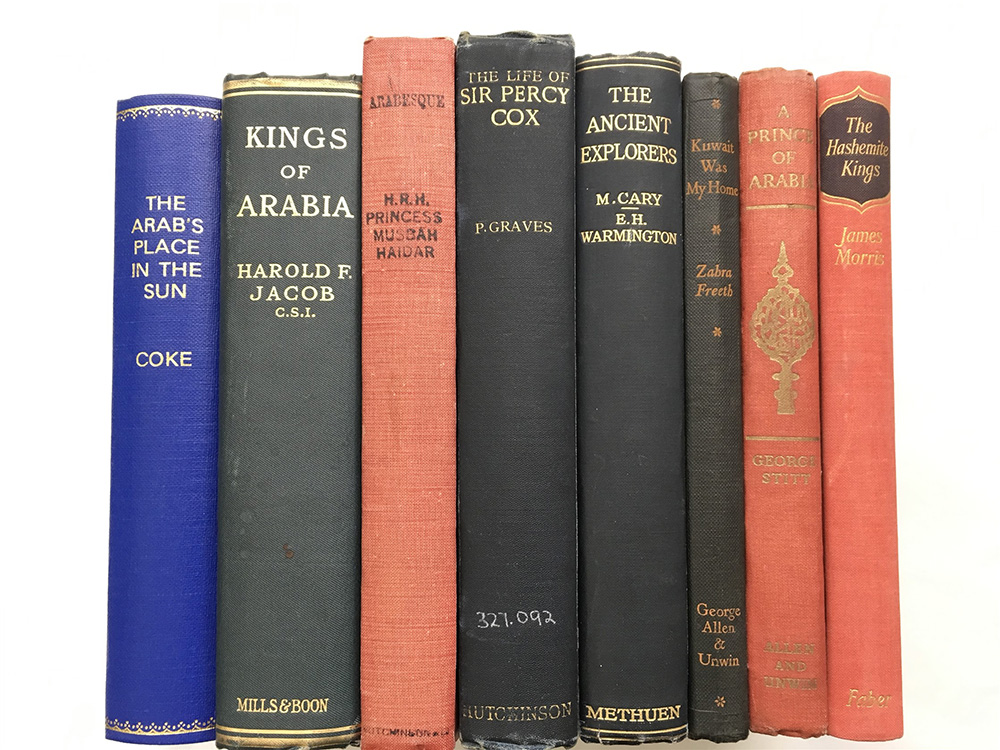 THE
ARAB'S
PLACE
IN THE
SUN
COKE
KINGS
OF
ARABIA
HAROLD F.
JACOB
C.S.I.
MILLS&BOON
ARABESQUE
H.R.H.
PRINCESS
MUSBAH
HAIDAR
HUTCHINSON
THE LIFE OF
SIR PERCY
COX
P. GRAVES
327.092
HUTCHINSON
THE
ANCIENT
EXPLORERS
M. CARY
E.H.
WARMINGTON
METHUEN
Kuwait
Was
My Home
Zahra
Freeth
George
Allen
&
Unwin
A
PRINCE
OF
ARABIA
GEORGE
STITT
ALLEN
AND
UNWIN
The
Hashemite
Kings
James
Morris
Faber